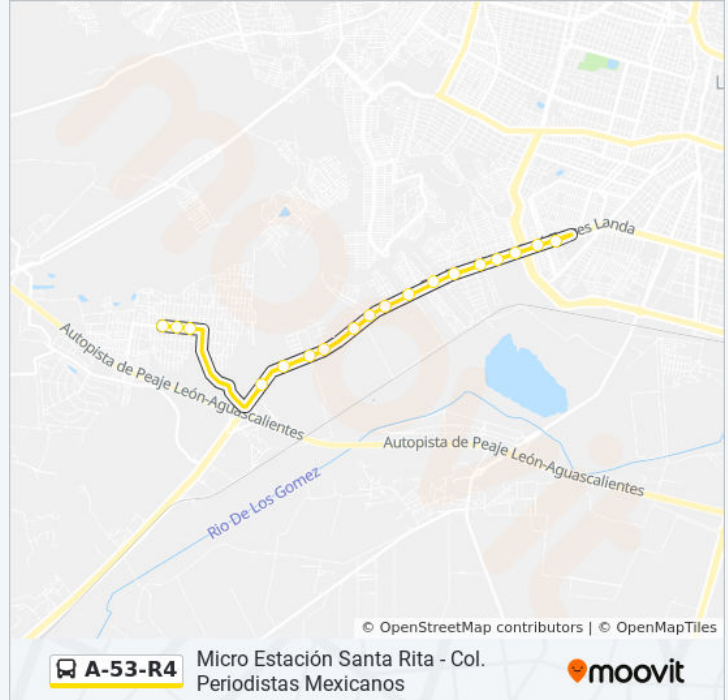 L
es Landa
Autopista de Peaje León-Aguascalientes
Autopista de Peaje León-Aguascalientes
Rio De Los Gomez
© OpenStreetMap contributors | © OpenMapTiles
A-53-R4
Micro Estación Santa Rita - Col.
Periodistas Mexicanos
moovit
moovit